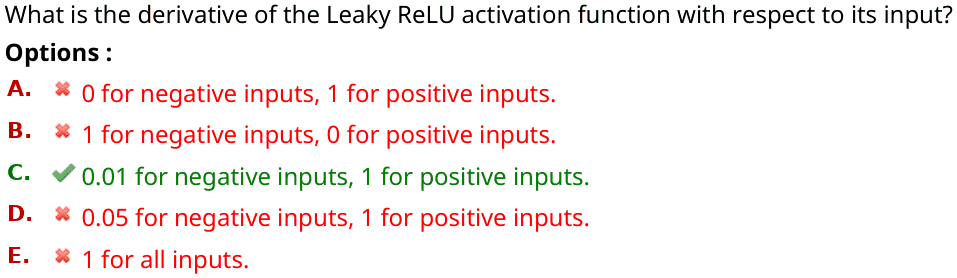 What is the derivative of the Leaky ReLU activation function with respect to its input?
Options :
A. 0 for negative inputs, 1 for positive inputs.
B. 1 for negative inputs, 0 for positive inputs.
C. 0.01 for negative inputs, 1 for positive inputs.
D. 0.05 for negative inputs, 1 for positive inputs.
E. 1 for all inputs.